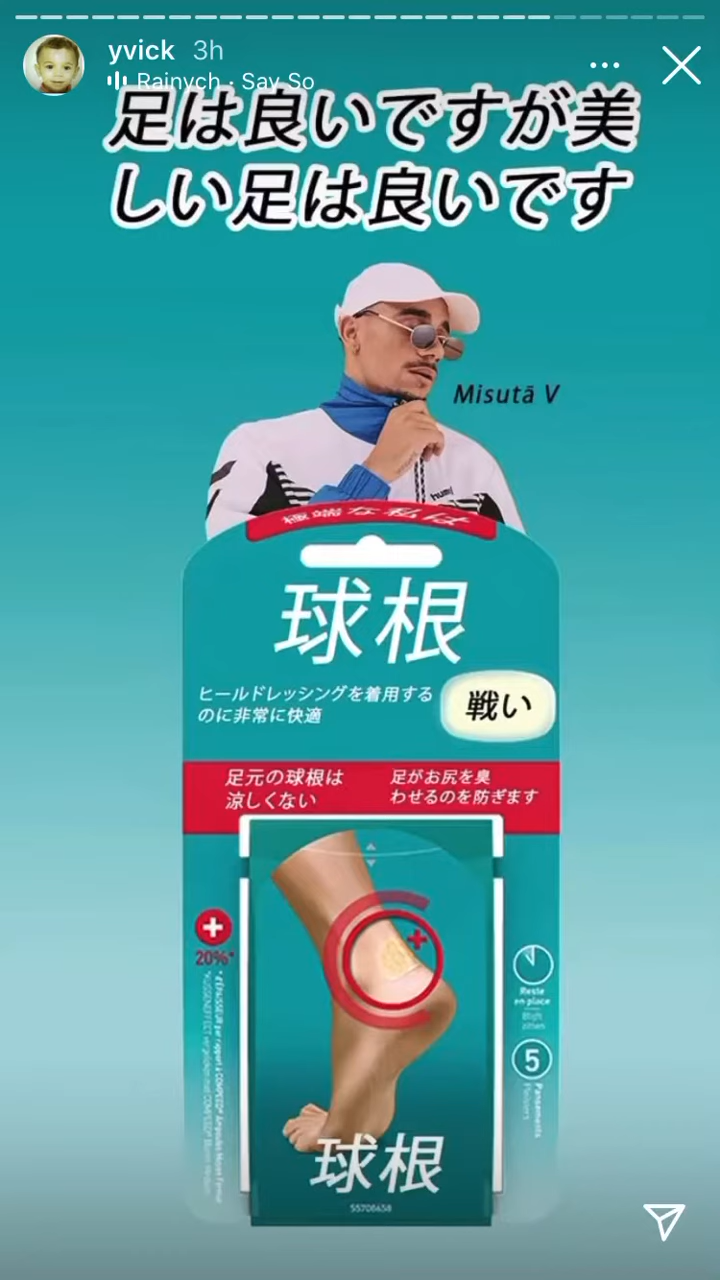 yvick 3h
Rainych · Say So
足は良いですが美
しい足は良いです
Misutā V
hummel
極端な私は
球根
ヒールドレッシングを着用する
のに非常に快適
戦い
足元の球根は
涼しくない
足がお尻を臭
わせるのを防ぎます
20%*
Reste
en place
Blijft
zitten
5
Pansements
Pleisters
球根